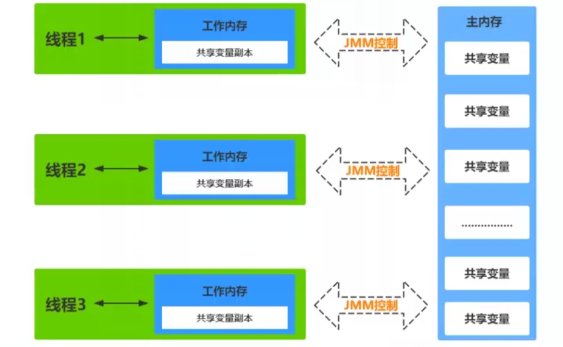 线程1
工作内存
共享变量副本
JMM控制
主内存
共享变量
共享变量
线程2
工作内存
共享变量副本
JMM控制
共享变量
................
线程3
工作内存
共享变量副本
JMM控制
共享变量
共享变量